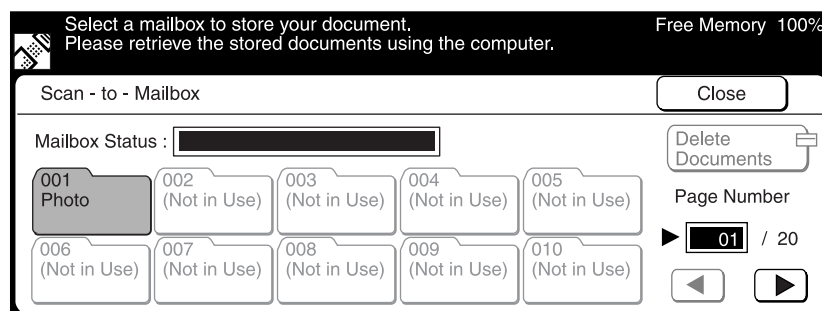 Select a mailbox to store your document.
Please retrieve the stored documents using the computer.
Free Memory 100%
Scan - to - Mailbox
Close
Mailbox Status :
Delete
Documents
001
Photo
002
(Not in Use)
003
(Not in Use)
004
(Not in Use)
005
(Not in Use)
Page Number
01 / 20
006
(Not in Use)
007
(Not in Use)
008
(Not in Use)
009
(Not in Use)
010
(Not in Use)